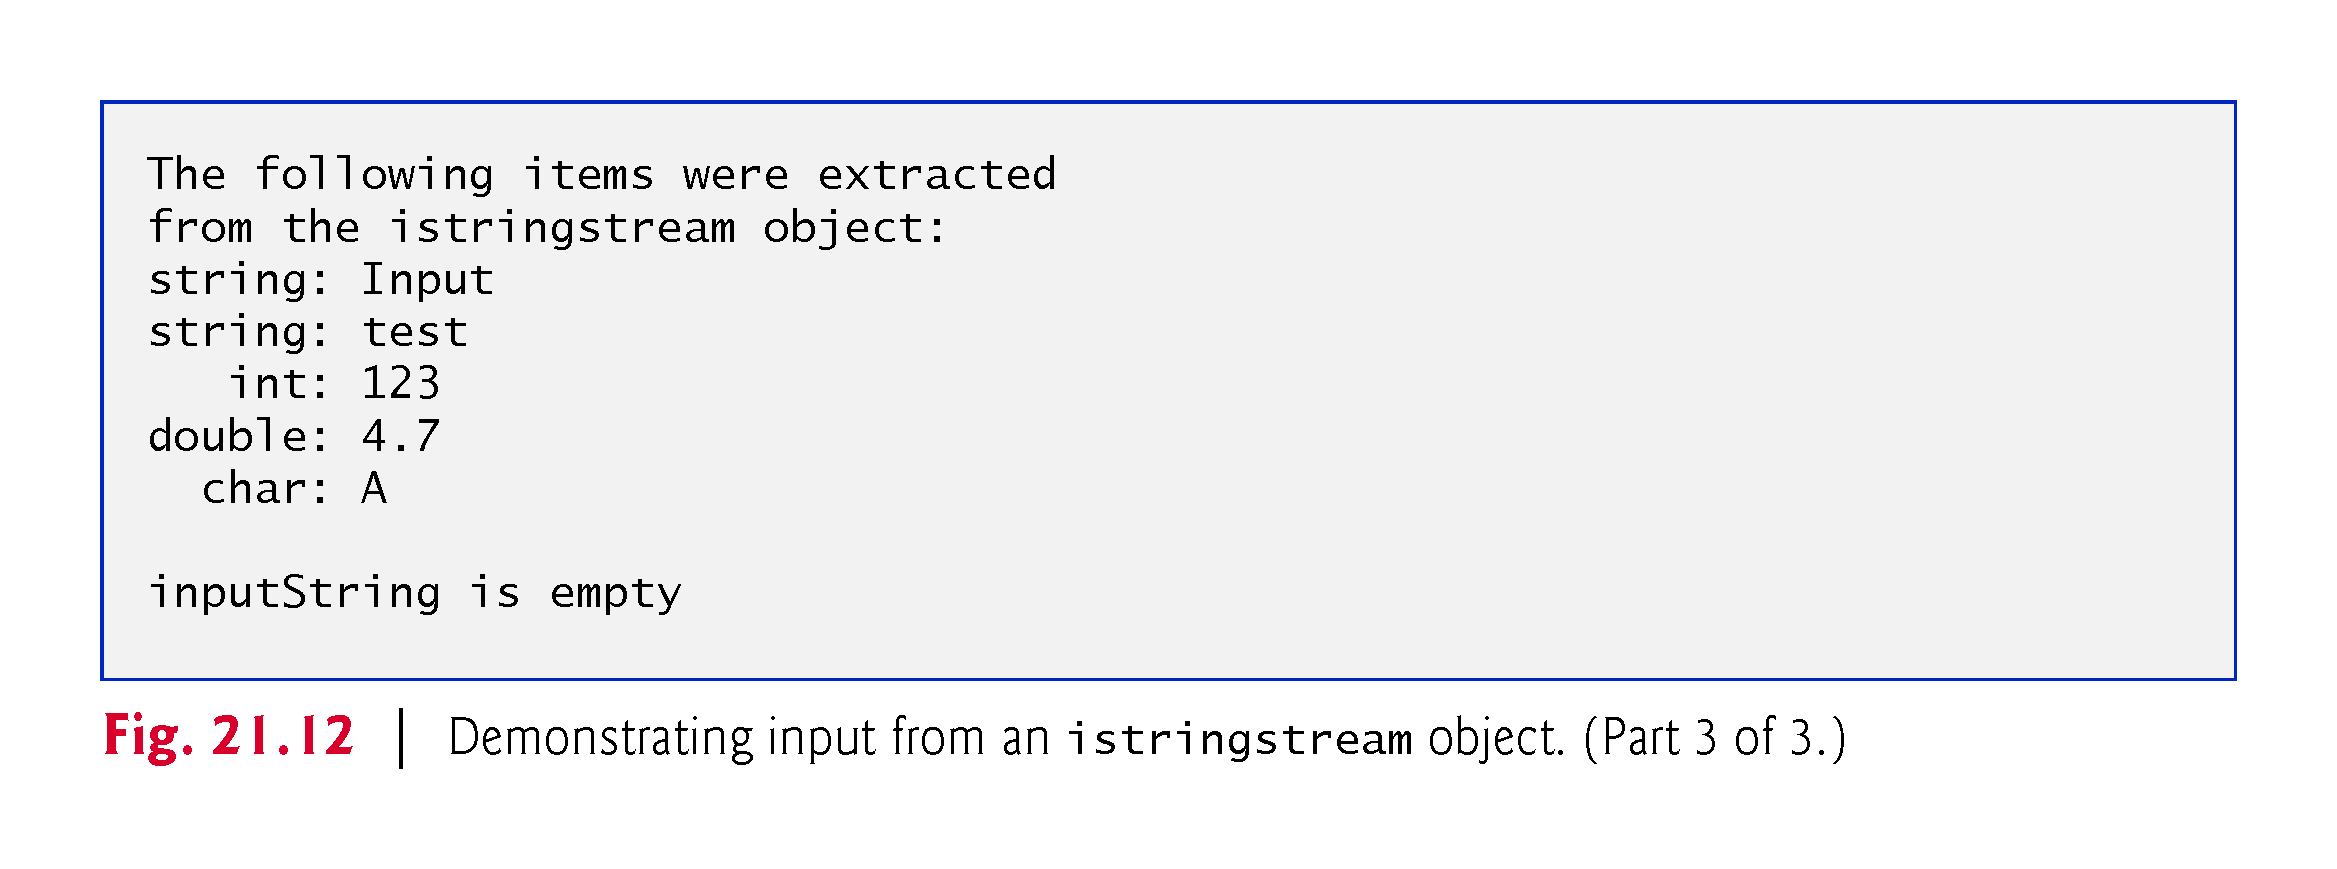 The following items were extracted
from the istringstream object:
string: Input
string: test
   int: 123
double: 4.7
  char: A

inputString is empty
Fig. 21.12 | Demonstrating input from an istringstream object. (Part 3 of 3.)